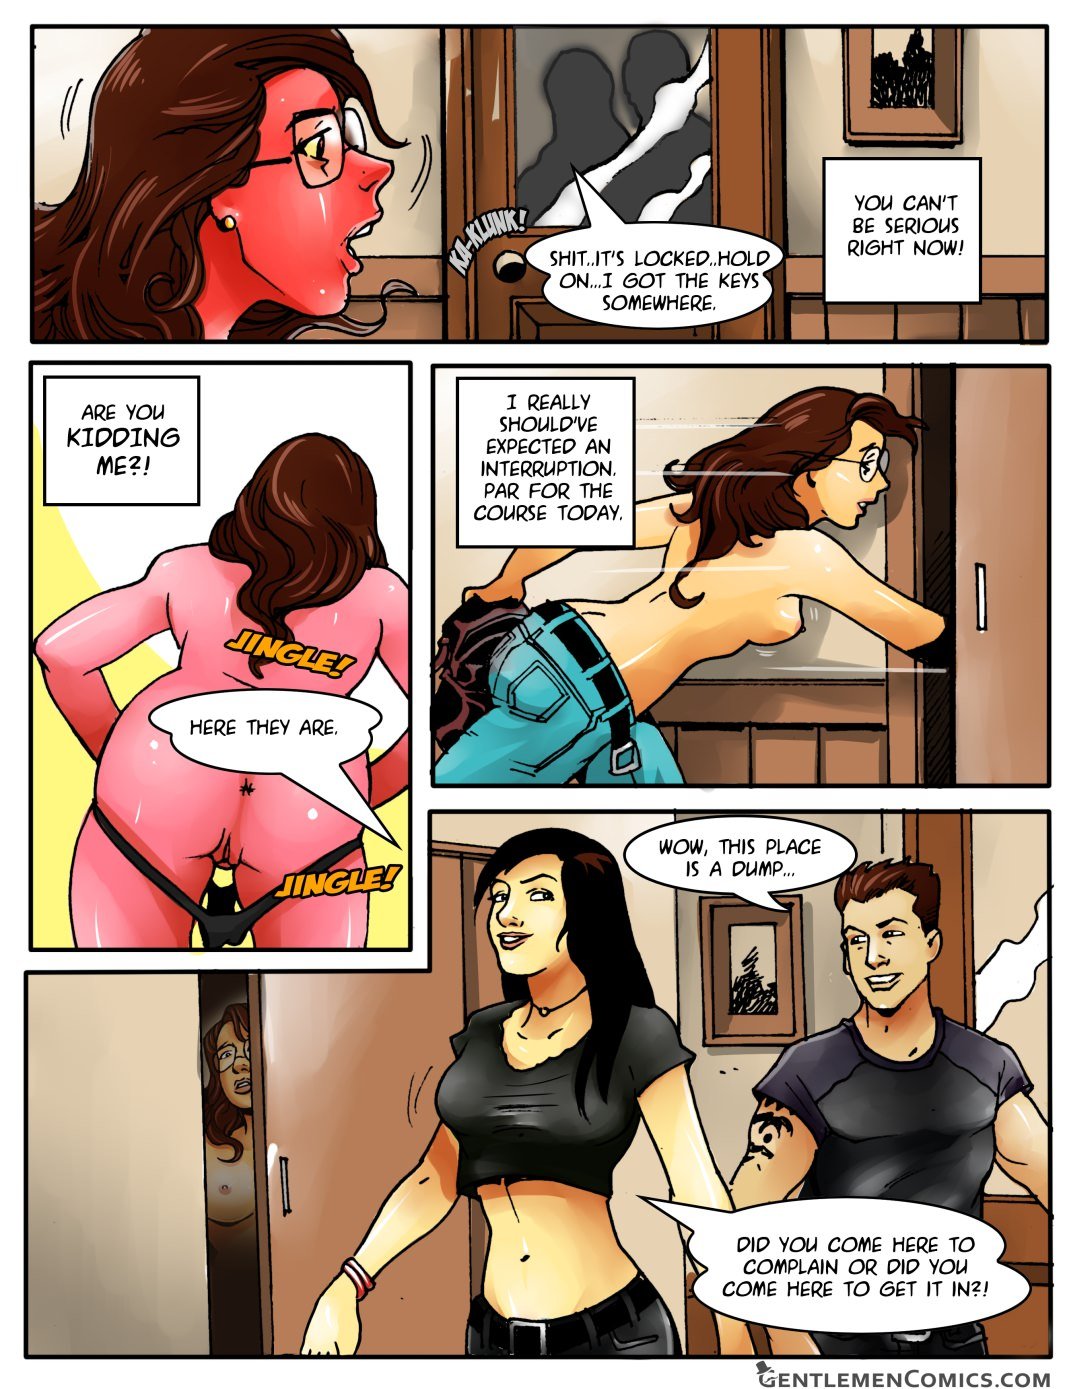 KA-KLUNK!
SHIT..IT'S LOCKED..HOLD
ON...I GOT THE KEYS
SOMEWHERE.
YOU CAN'T
BE SERIOUS
RIGHT NOW!
ARE YOU
KIDDING
ME?!
JINGLE!
HERE THEY ARE.
JINGLE!
I REALLY
SHOULD'VE
EXPECTED AN
INTERRUPTION.
PAR FOR THE
COURSE TODAY.
WOW, THIS PLACE
IS A DUMP...
DID YOU COME HERE TO
COMPLAIN OR DID YOU
COME HERE TO GET IT IN?!
GENTLEMENCOMICS.COM